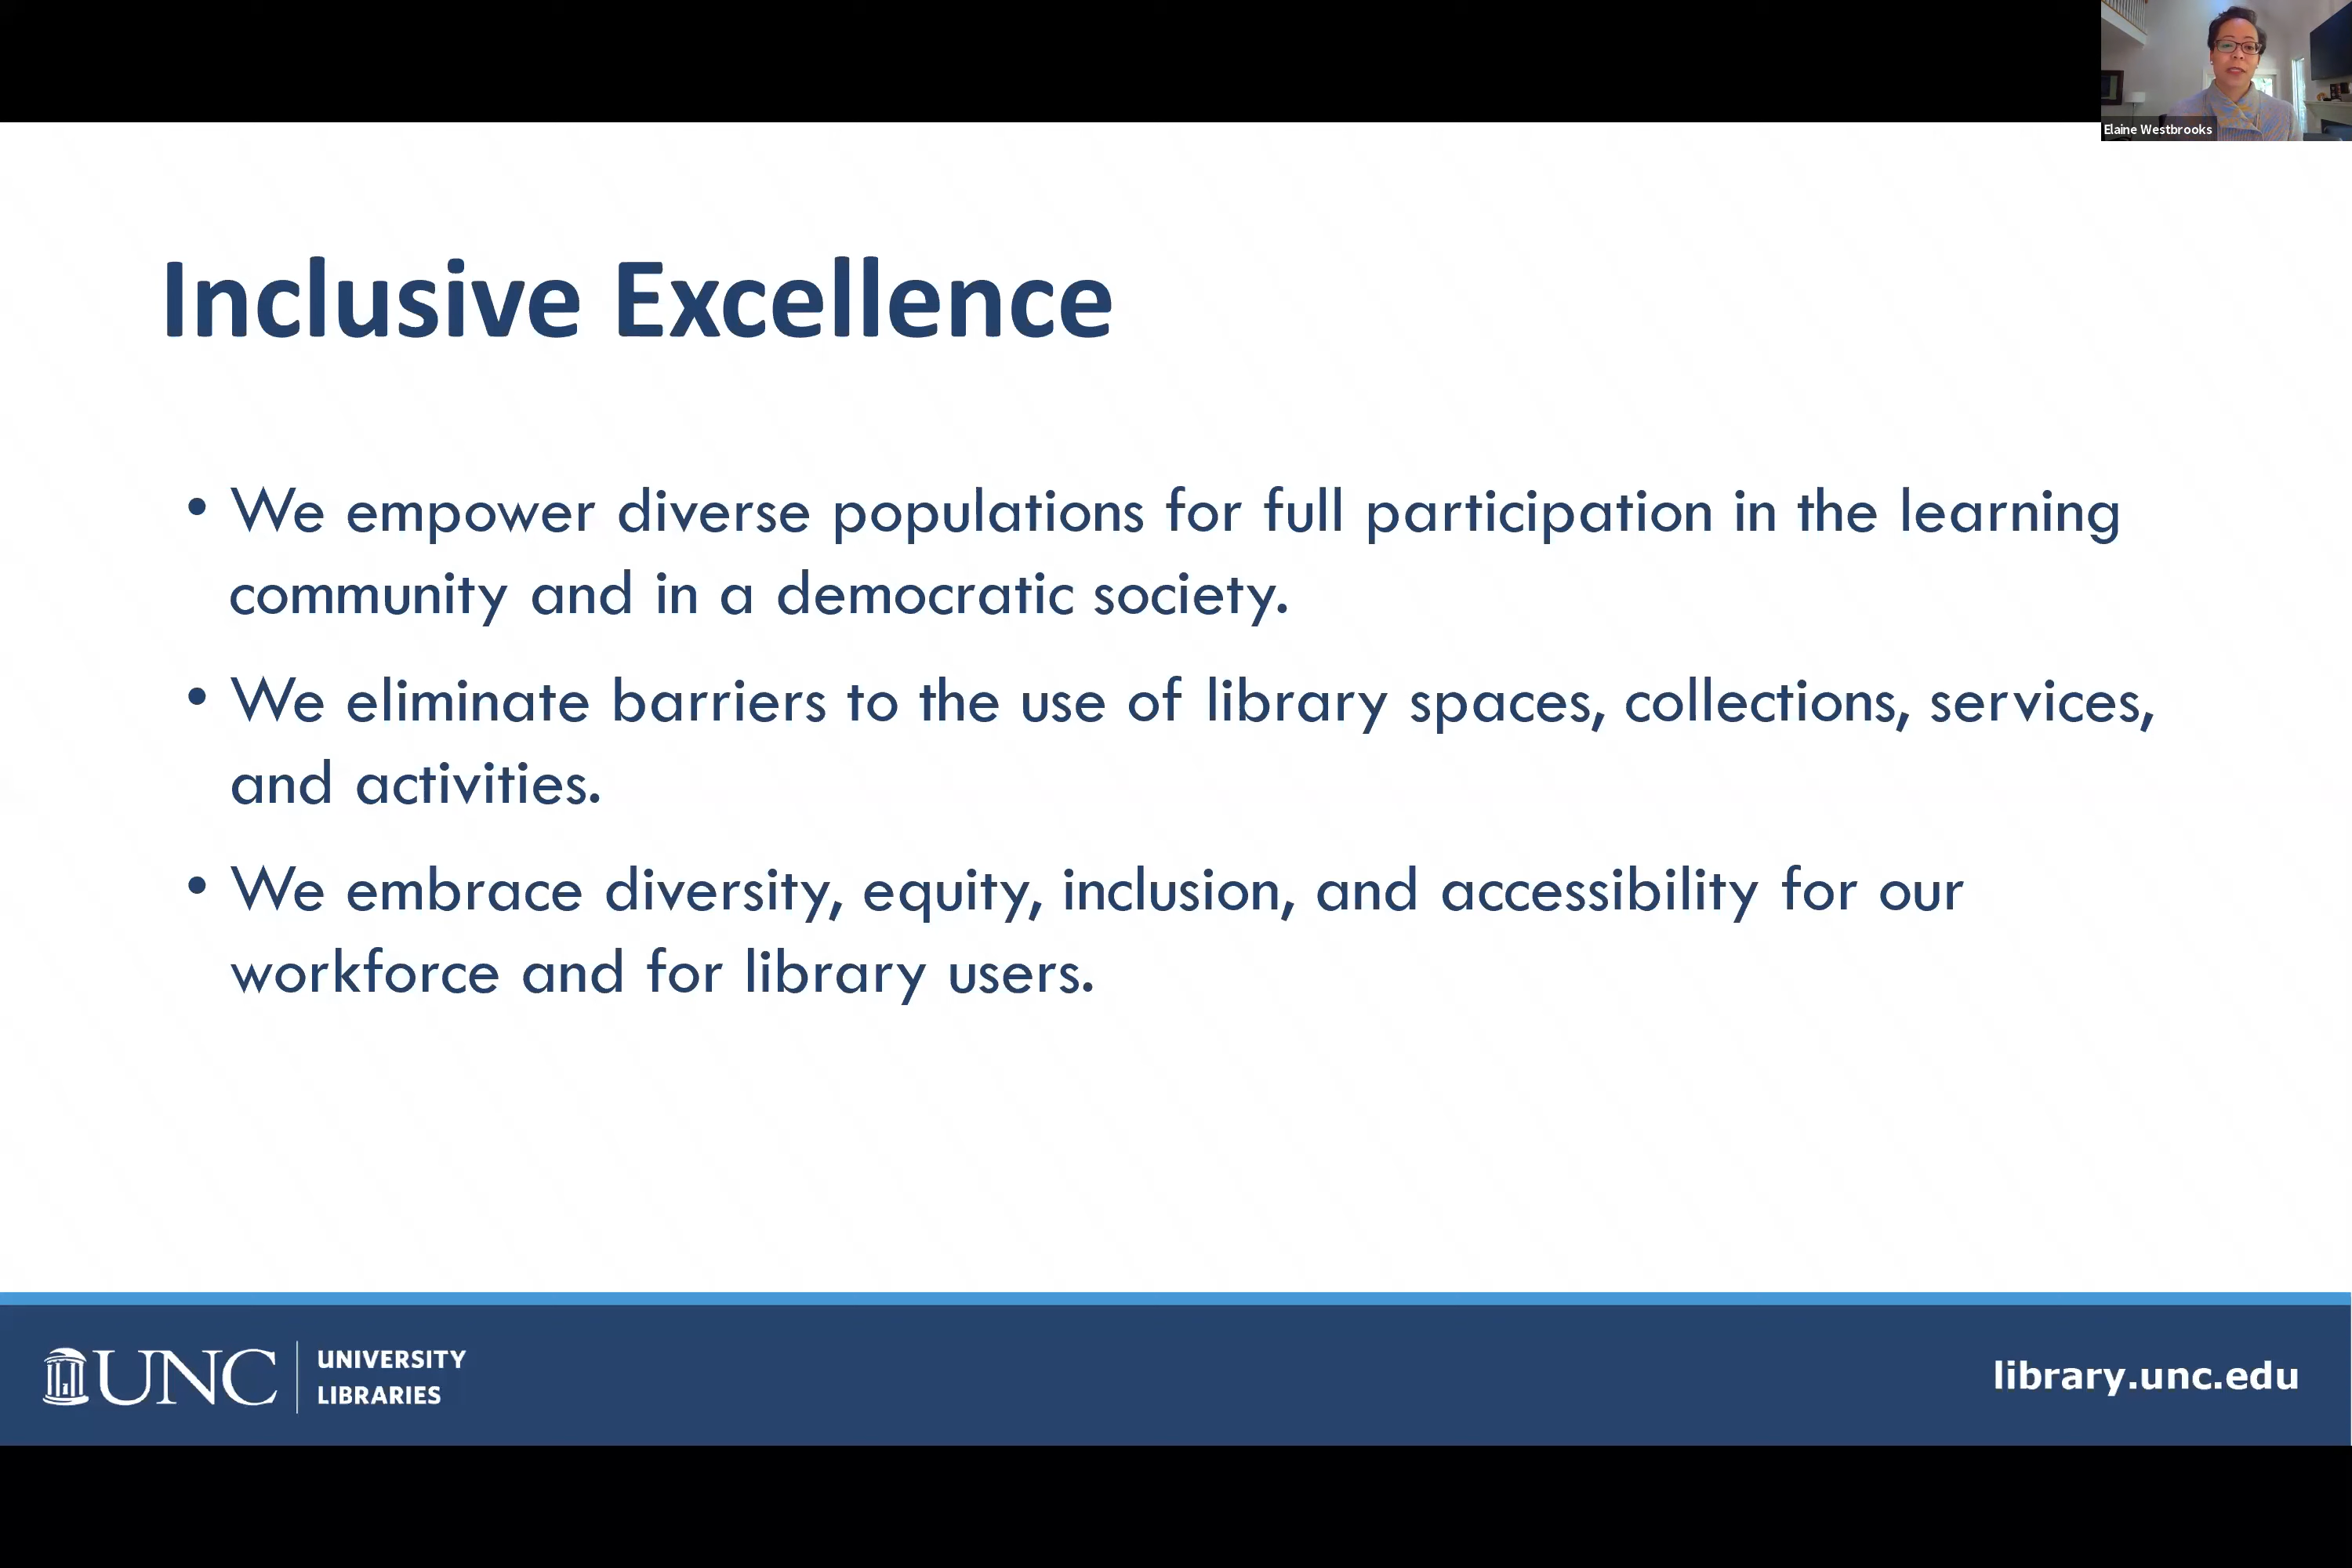 Elaine Westbrooks
Inclusive Excellence
• We empower diverse populations for full participation in the learning
community and in a democratic society.
• We eliminate barriers to the use of library spaces, collections, services,
and activities.
• We embrace diversity, equity, inclusion, and accessibility for our
workforce and for library users.
UNC
UNIVERSITY
LIBRARIES
library.unc.edu